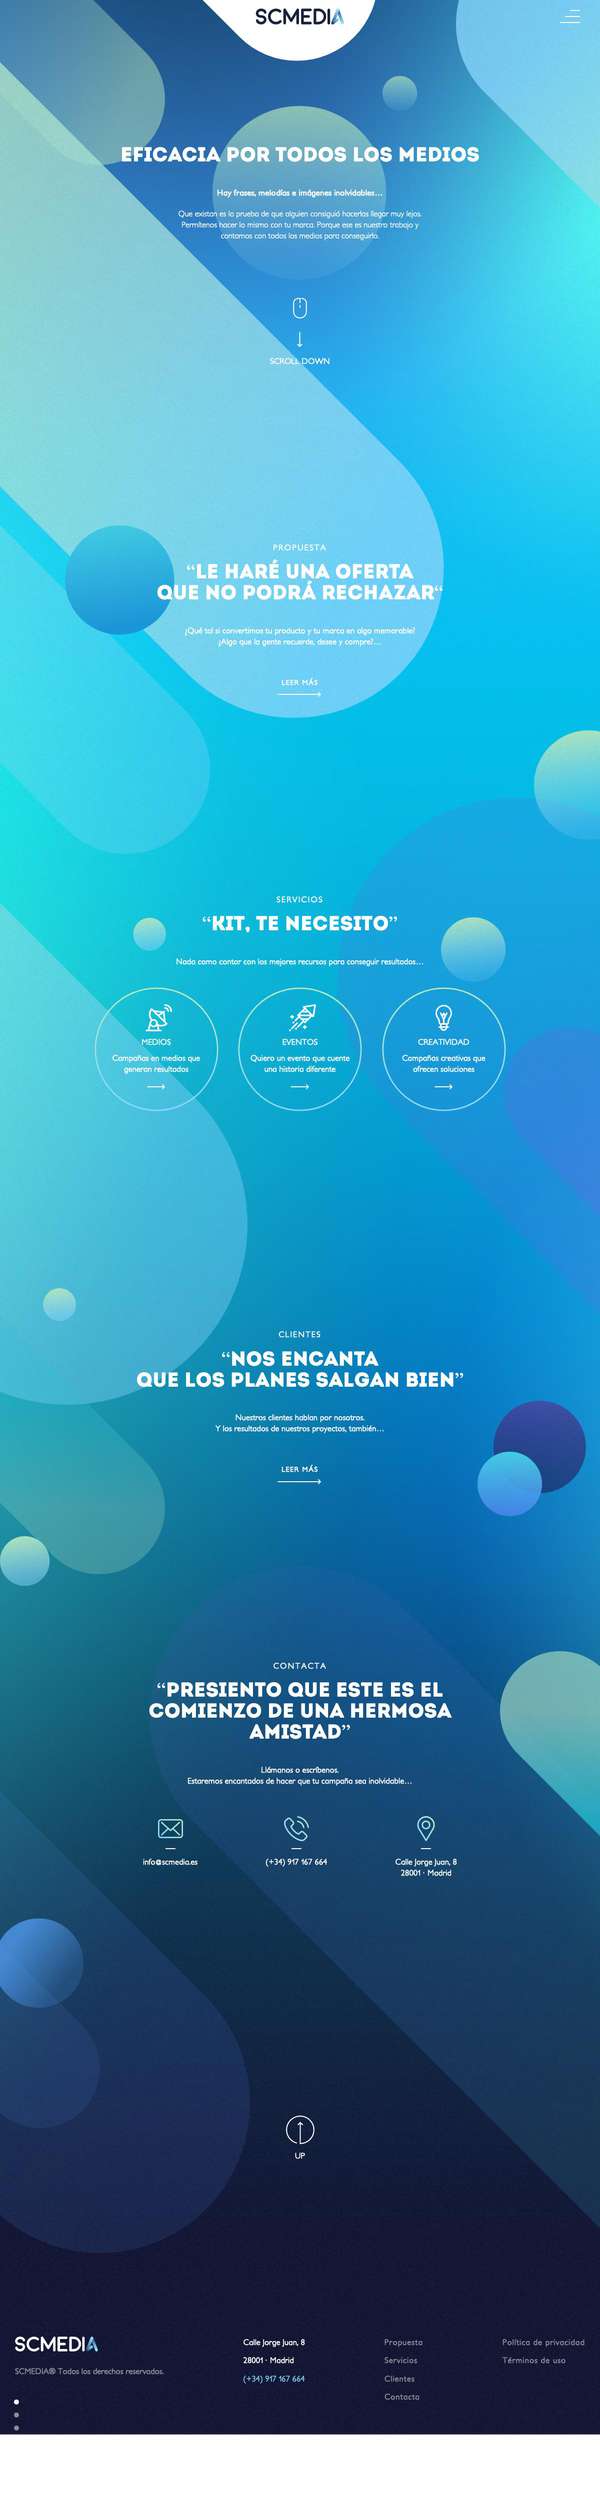 SCMEDIA
EFICACIA POR TODOS LOS MEDIOS
Hay frases, melodías e imágenes inolvidables...
Que existan es la prueba de que alguien consiguió hacerlas llegar muy lejos.
Permítenos hacer lo mismo con tu marca. Porque ese es nuestro trabajo y
contamos con todos los medios para conseguirlo.
SCROLL DOWN
PROPUESTA
“LE HARÉ UNA OFERTA
QUE NO PODRÁ RECHAZAR“
¿Qué tal si convertimos tu producto y tu marca en algo memorable?
¿Algo que la gente recuerde, desee y compre?...
LEER MÁS
SERVICIOS
“KIT, TE NECESITO”
Nada como contar con los mejores recursos para conseguir resultados...
MEDIOS
Campañas en medios que
generan resultados
EVENTOS
Quiero un evento que cuente
una historia diferente
CREATIVIDAD
Campañas creativas que
ofrecen soluciones
CLIENTES
“NOS ENCANTA
QUE LOS PLANES SALGAN BIEN”
Nuestros clientes hablan por nosotros.
Y los resultados de nuestros proyectos, también...
LEER MÁS
CONTACTA
“PRESIENTO QUE ESTE ES EL
COMIENZO DE UNA HERMOSA
AMISTAD”
Llámanos o escríbenos.
Estaremos encantados de hacer que tu campaña sea inolvidable...
info@scmedia.es
(+34) 917 167 664
Calle Jorge Juan, 8
28001 · Madrid
UP
SCMEDIA
SCMEDIA® Todos los derechos reservados.
Calle Jorge Juan, 8
28001 · Madrid
(+34) 917 167 664
Propuesta
Servicios
Clientes
Contacta
Política de privacidad
Términos de uso